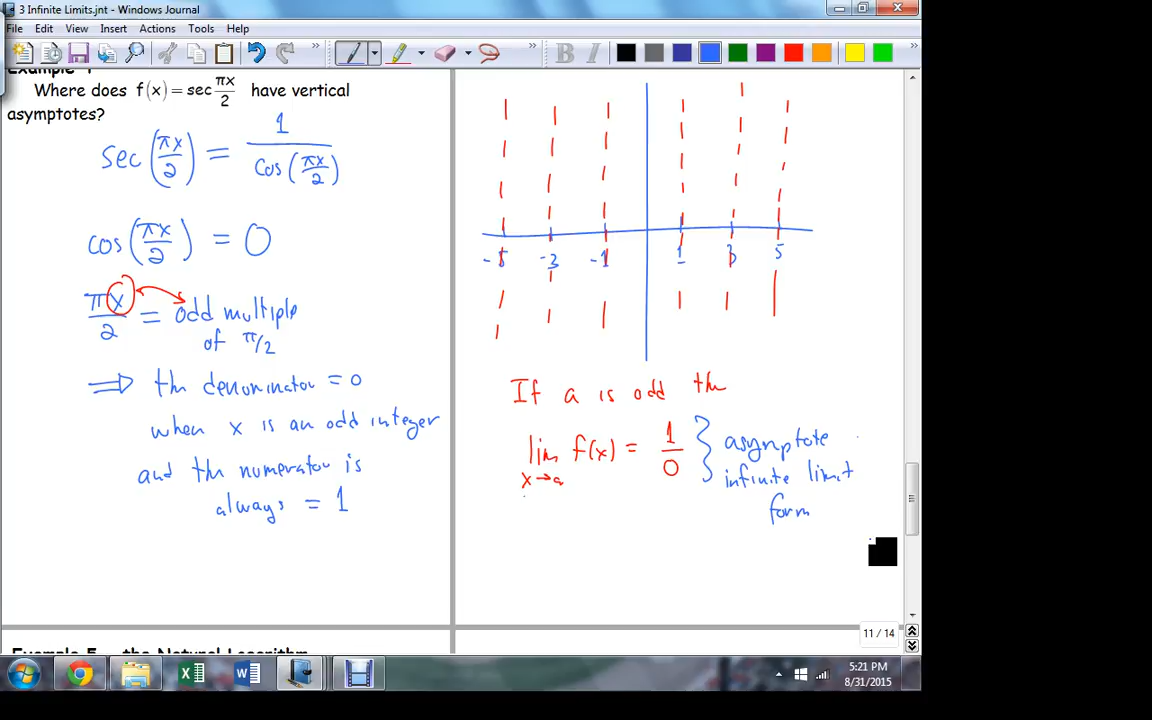 3 Infinite Limits.jnt - Windows Journal
File Edit View Insert Actions Tools Help
Where does f(x) = sec πx/2 have vertical
asymptotes?
sec(πx/2) = 1/cos(πx/2)
cos(πx/2) = 0
πx/2 = odd multiple
of π/2
⇒ the denominator = 0
when x is an odd integer
and the numerator is
always = 1
-5 -3 -1 1 3 5
If a is odd the
lim x→a f(x) = 1/0 } asymptote
infinite limit
form
11 / 14
5:21 PM
8/31/2015